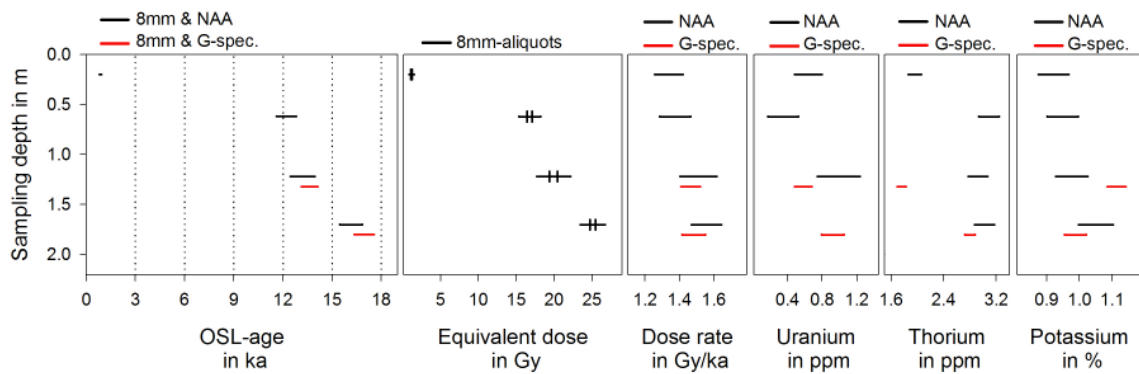 8mm & NAA
8mm & G-spec.
8mm-aliquots
NAA
G-spec.
NAA
G-spec.
NAA
G-spec.
NAA
G-spec.
Sampling depth in m
0.0
0.5
1.0
1.5
2.0
0 3 6 9 12 15 18
5 10 15 20 25
1.2 1.4 1.6
0.4 0.8 1.2
1.6 2.4 3.2
0.9 1.0 1.1
OSL-age
in ka
Equivalent dose
in Gy
Dose rate
in Gy/ka
Uranium
in ppm
Thorium
in ppm
Potassium
in %